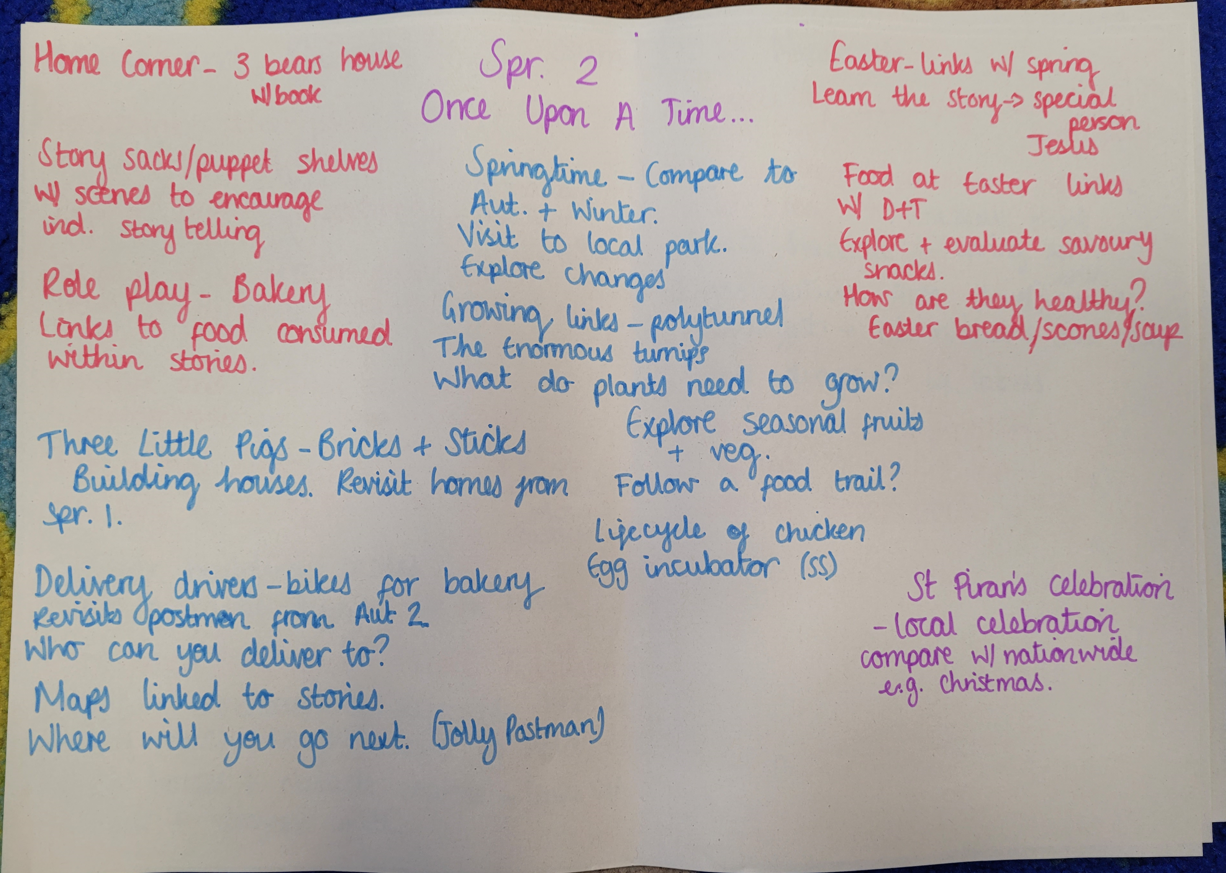 Spr. 2
Once Upon A Time...
Home Corner - 3 bears house
w/book
Story sacks/puppet shelves
w/ scenes to encourage
ind. story telling
Role play - Bakery
Links to food consumed
within stories.
Springtime - Compare to
Aut. + Winter.
Visit to local park.
Explore changes
Growing links - polytunnel
The Enormous turnips
What do plants need to grow?
Explore seasonal fruits
+ veg.
Follow a food trail?
Lifecycle of chicken
Egg incubator (SS)
Easter - links w/ spring
Learn the story → special
person
Jesus
Food at Easter links
w/ D+T
Explore + evaluate savoury
snacks.
How are they healthy?
Easter bread/scones/soup
Three Little Pigs - Bricks + Sticks
Building houses. Revisit homes from
Spr. 1.
Delivery drivers - bikes for bakery
Revisits postmen from Aut 2
Who can you deliver to?
Maps linked to stories.
Where will you go next. (Jolly Postman)
St Piran's celebration
- local celebration
compare w/ nationwide
e.g. Christmas.